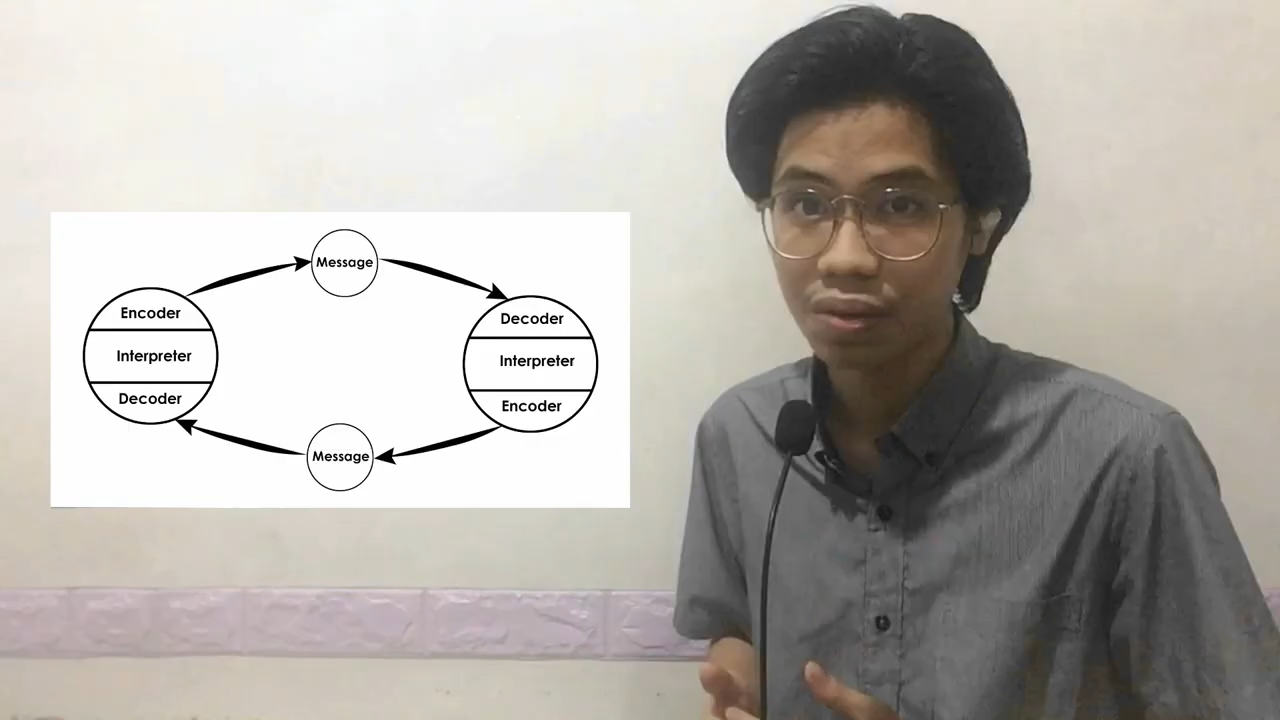 Message
Encoder
Interpreter
Decoder
Decoder
Interpreter
Encoder
Message